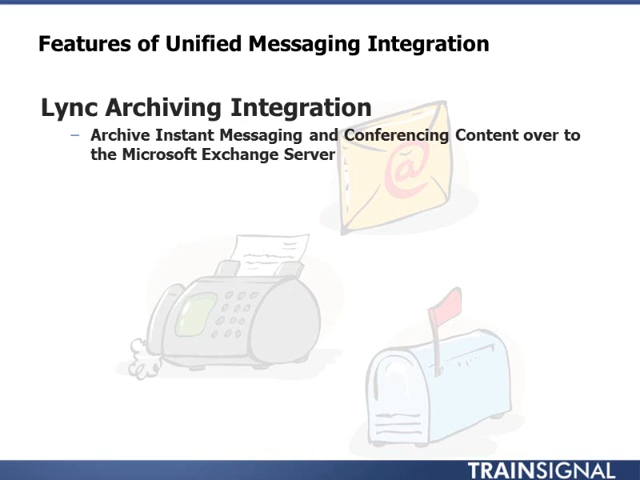 Features of Unified Messaging Integration
Lync Archiving Integration
– Archive Instant Messaging and Conferencing Content over to
the Microsoft Exchange Server
@
TRAINSIGNAL